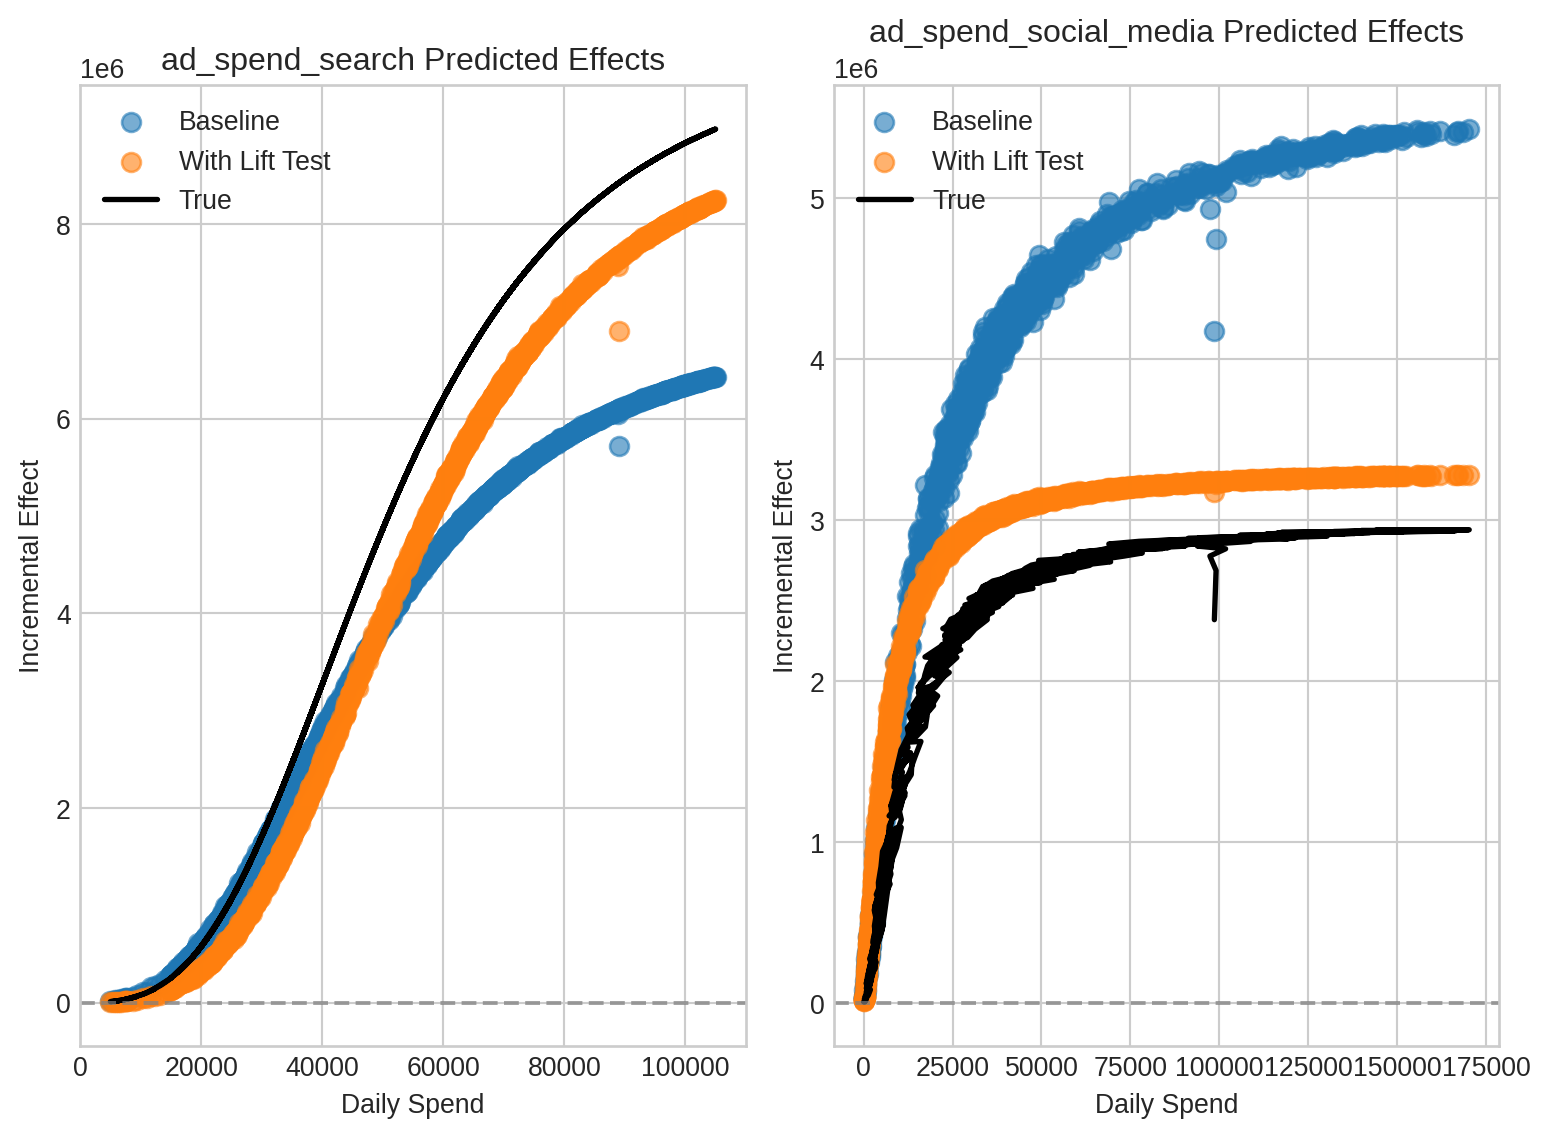 ad_spend_search Predicted Effects
1e6
Baseline
With Lift Test
True
8
6
4
2
0
Incremental Effect
0 20000 40000 60000 80000 100000
Daily Spend
ad_spend_social_media Predicted Effects
1e6
Baseline
With Lift Test
True
5
4
3
2
1
0
Incremental Effect
0 25000 50000 75000 100000 125000 150000 175000
Daily Spend